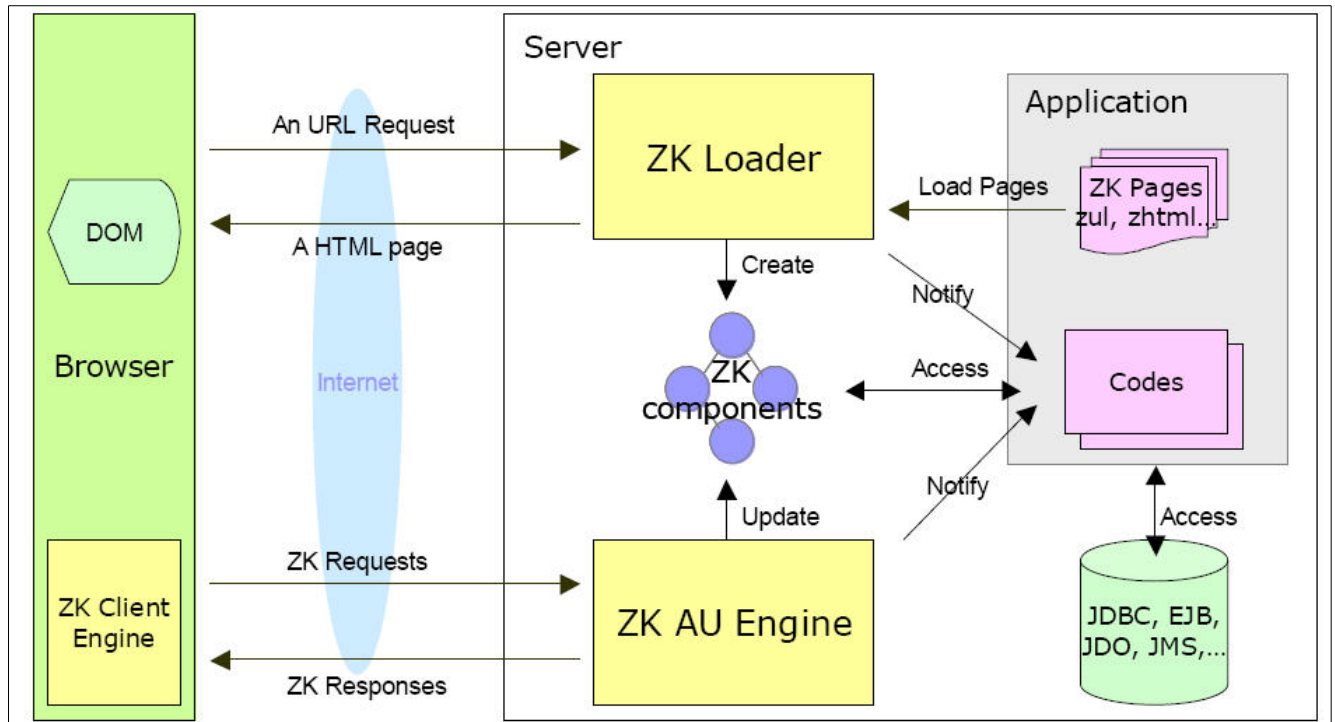 Server
Application
An URL Request
ZK Loader
Load Pages
ZK Pages
zul, zhtml...
DOM
A HTML page
Create
Notify
Browser
Internet
ZK
components
Access
Codes
Notify
Update
Access
ZK Requests
ZK Client
Engine
ZK AU Engine
JDBC, EJB,
JDO, JMS,...
ZK Responses